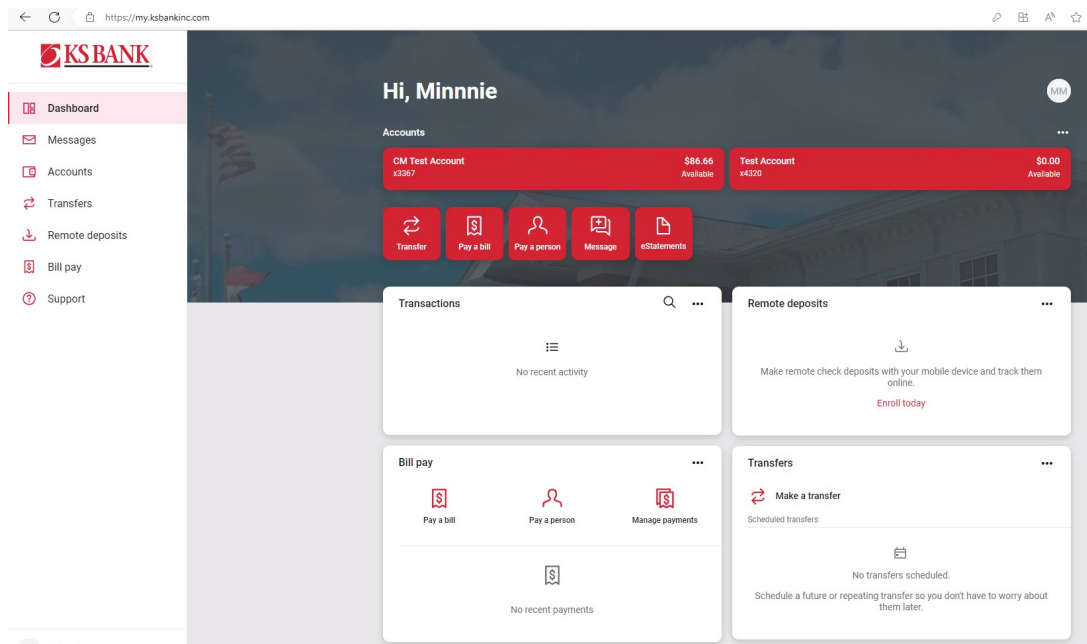 https://my.ksbankinc.com
KS BANK
Dashboard
Messages
Accounts
Transfers
Remote deposits
Bill pay
Support
Hi, Minnnie
MM
Accounts
CM Test Account
$86.66
x3367
Available
Test Account
$0.00
x4320
Available
Transfer
Pay a bill
Pay a person
Message
eStatements
Transactions
No recent activity
Remote deposits
Make remote check deposits with your mobile device and track them
online.
Enroll today
Bill pay
Pay a bill
Pay a person
Manage payments
No recent payments
Transfers
Make a transfer
Scheduled transfers
No transfers scheduled.
Schedule a future or repeating transfer so you don't have to worry about
them later.